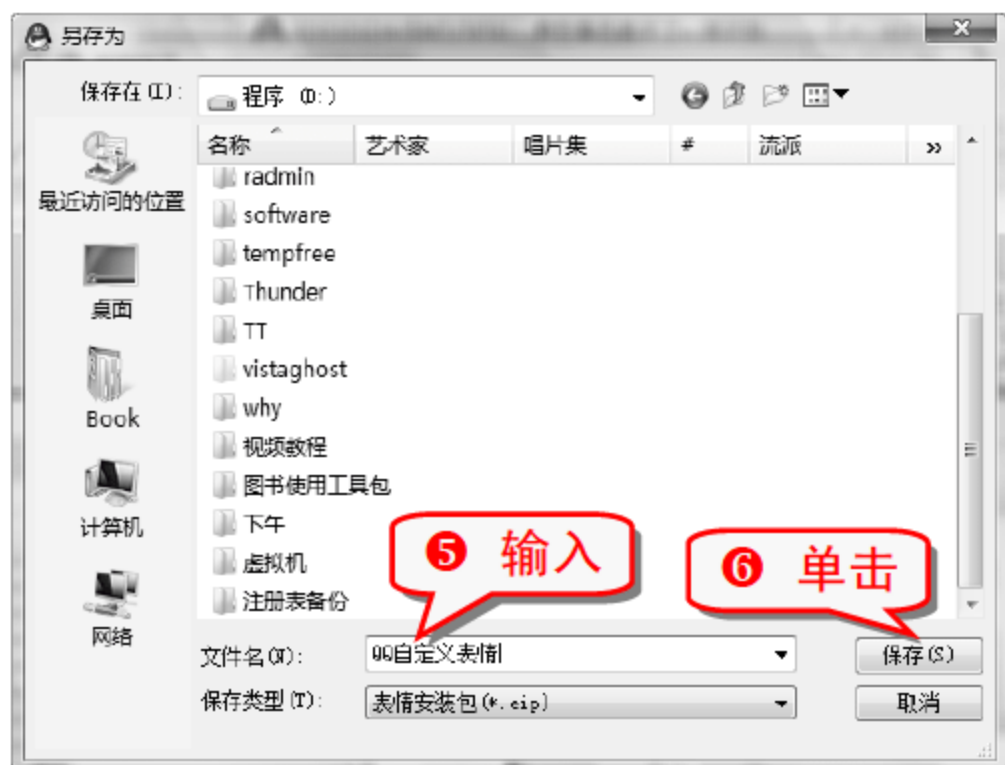 另存为
保存在(I):
程序 (D:)
名称 艺术家 唱片集 # 流派 »
最近访问的位置
桌面
Book
计算机
网络
radmin
software
tempfree
Thunder
TT
vistaghost
why
视频教程
图书使用工具包
下午
虚拟机
注册表备份
❺ 输入
❻ 单击
文件名(N):
QQ自定义表情
保存(S)
保存类型(T):
表情安装包(*.eip)
取消